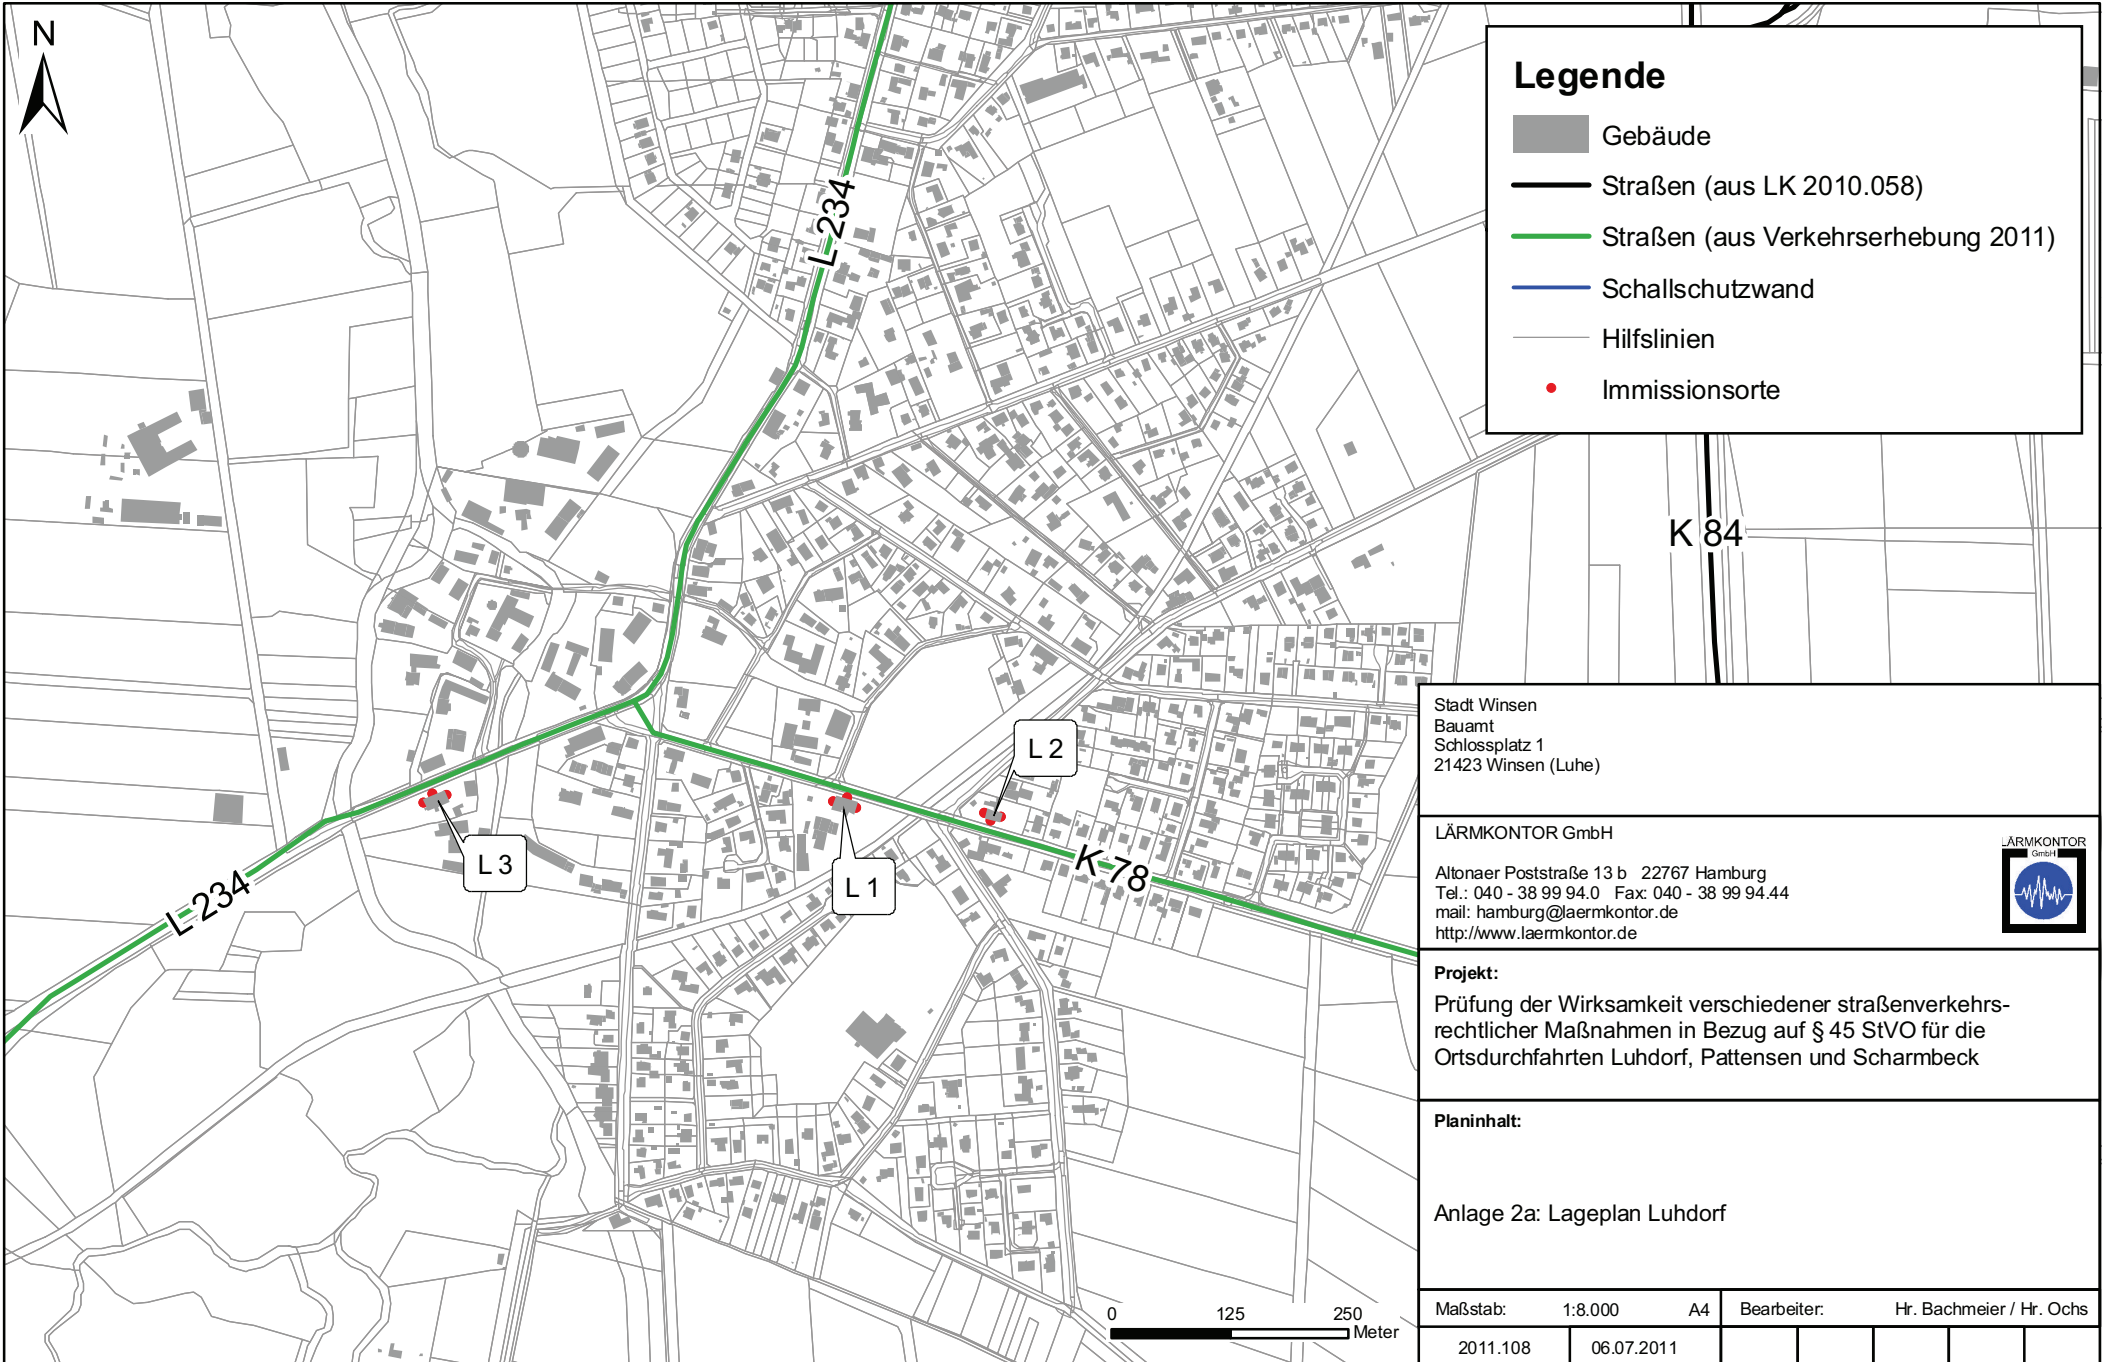 N
Legende
Gebäude
Straßen (aus LK 2010.058)
Straßen (aus Verkehrserhebung 2011)
Schallschutzwand
Hilfslinien
Immissionsorte
L 234
K 84
L 2
L 3
L 1
K 78
L 234
0 125 250
Meter
Stadt Winsen
Bauamt
Schlossplatz 1
21423 Winsen (Luhe)
LÄRMKONTOR GmbH
Altonaer Poststraße 13 b 22767 Hamburg
Tel.: 040 - 38 99 94.0 Fax: 040 - 38 99 94.44
mail: hamburg@laermkontor.de
http://www.laermkontor.de
LÄRMKONTOR
GmbH
Projekt:
Prüfung der Wirksamkeit verschiedener straßenverkehrs-
rechtlicher Maßnahmen in Bezug auf § 45 StVO für die
Ortsdurchfahrten Luhdorf, Pattensen und Scharmbeck
Planinhalt:
Anlage 2a: Lageplan Luhdorf
Maßstab: 1:8.000 A4 Bearbeiter: Hr. Bachmeier / Hr. Ochs
2011.108 06.07.2011